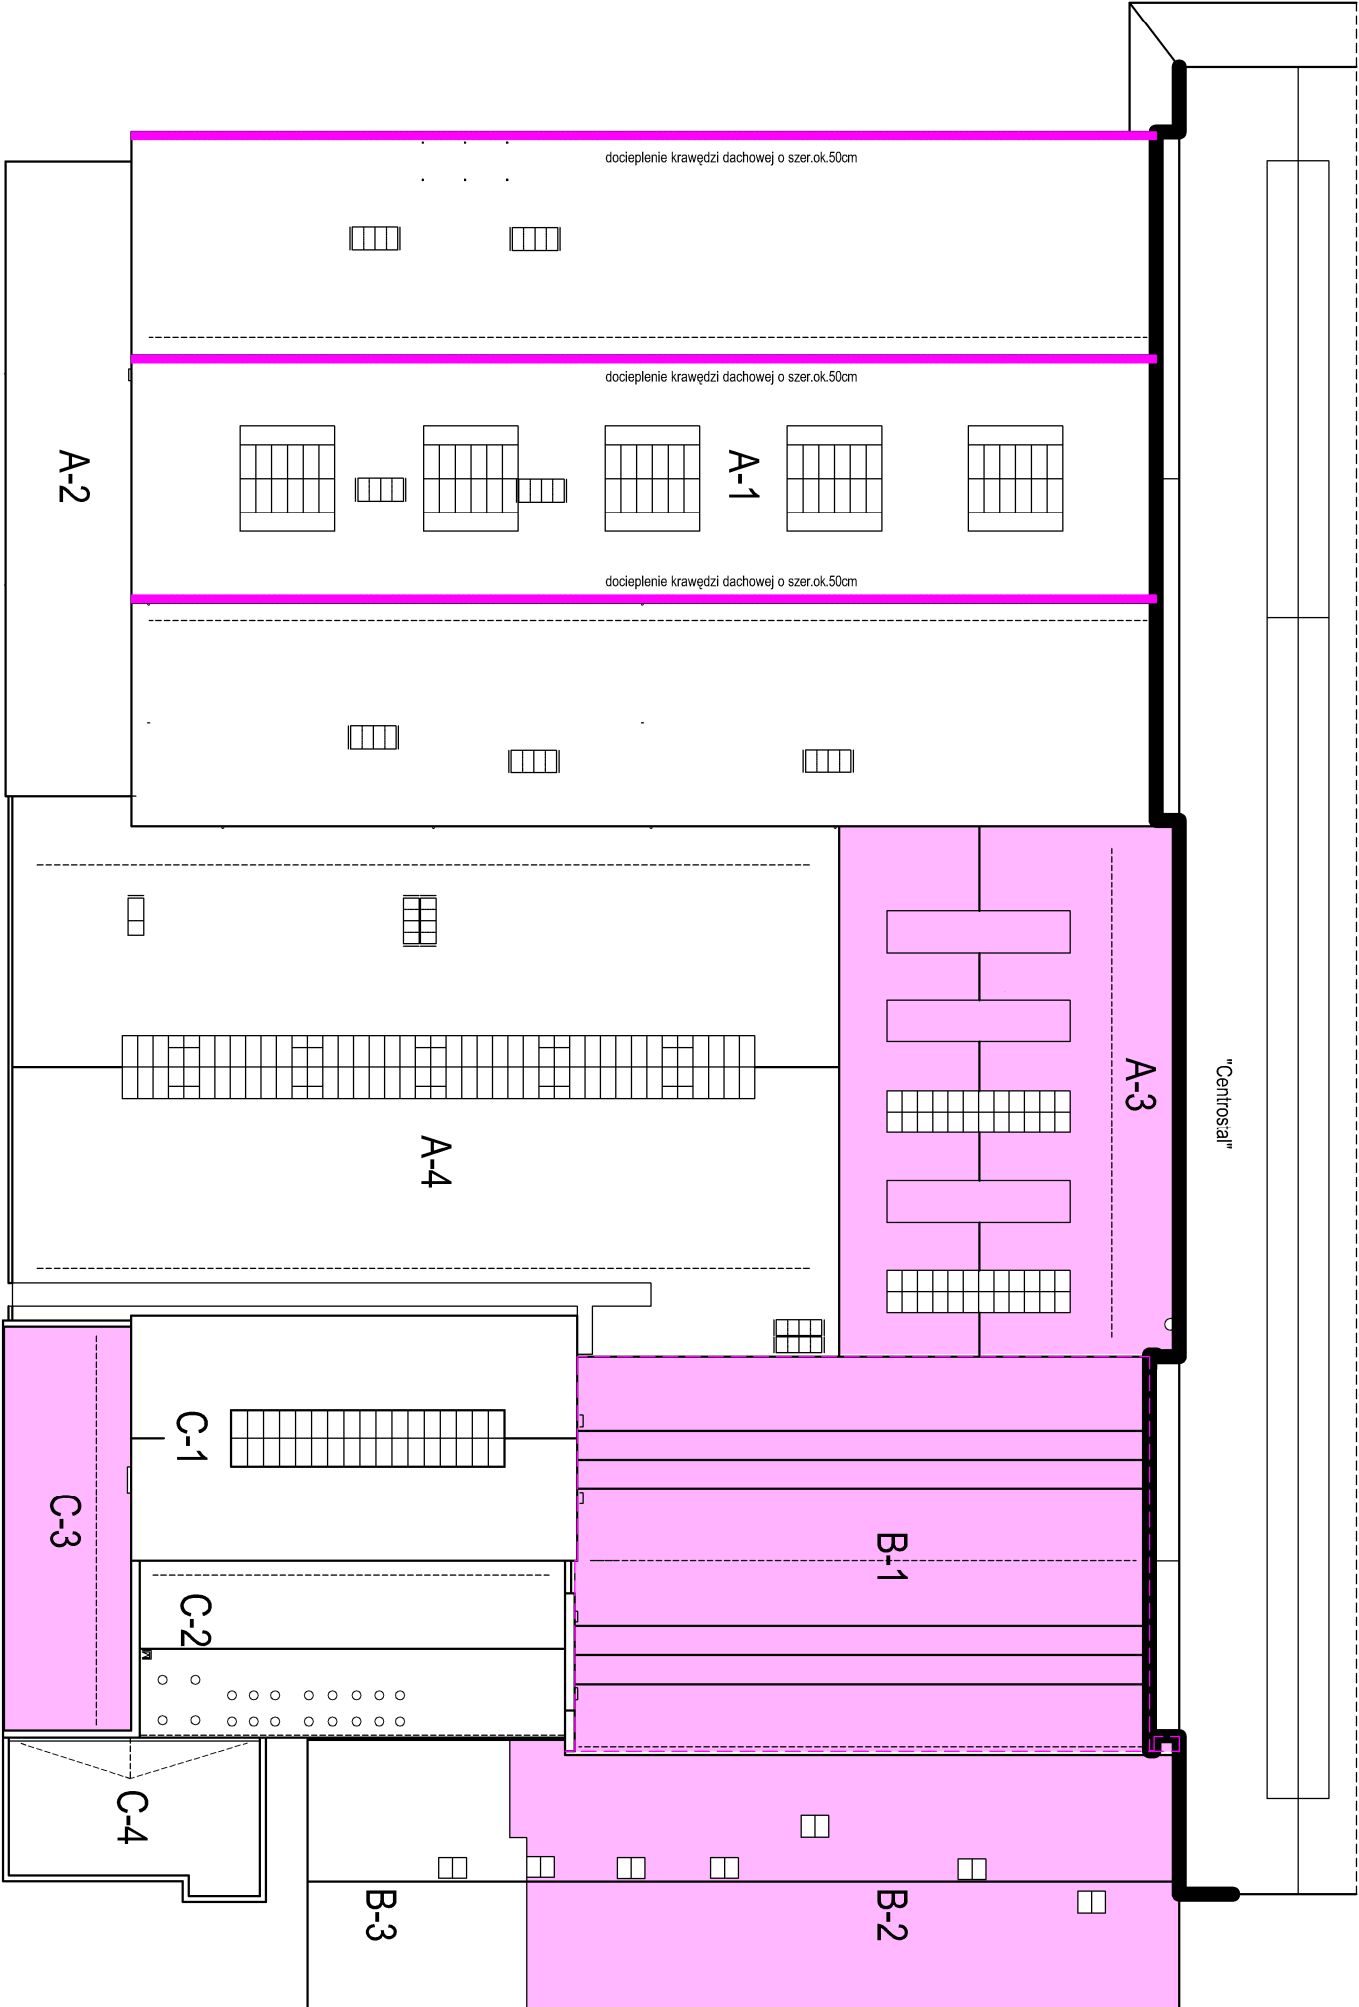 docieplenie krawędzi dachowej o szer.ok.50cm
docieplenie krawędzi dachowej o szer.ok.50cm
A-2
A-1
docieplenie krawędzi dachowej o szer.ok.50cm
A-3
"Centrostal"
A-4
C-1
C-3
B-1
C-2
C-4
B-3
B-2